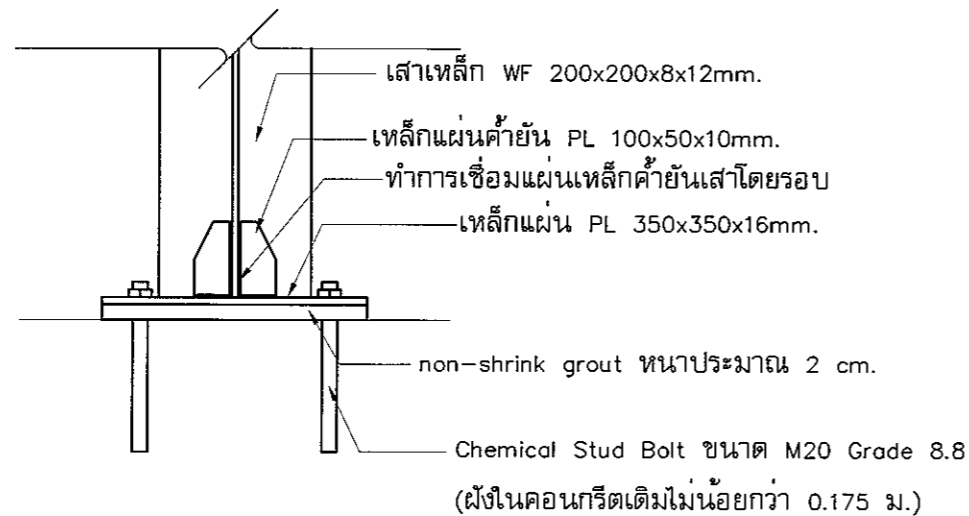 เสาเหล็ก WF 200x200x8x12mm.
เหล็กแผ่นค้ำยัน PL 100x50x10mm.
ทำการเชื่อมแผ่นเหล็กค้ำยันเสาโดยรอบ
เหล็กแผ่น PL 350x350x16mm.
non-shrink grout หนาประมาณ 2 cm.
Chemical Stud Bolt ขนาด M20 Grade 8.8
(ฝังในคอนกรีตเดิมไม่น้อยกว่า 0.175 ม.)